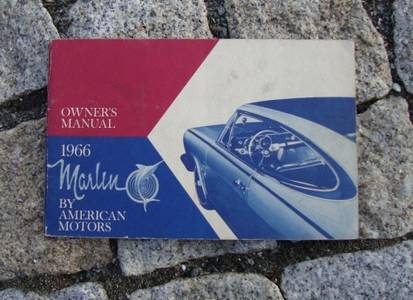 OWNER'S
MANUAL
1966
Marlin
BY
AMERICAN
MOTORS